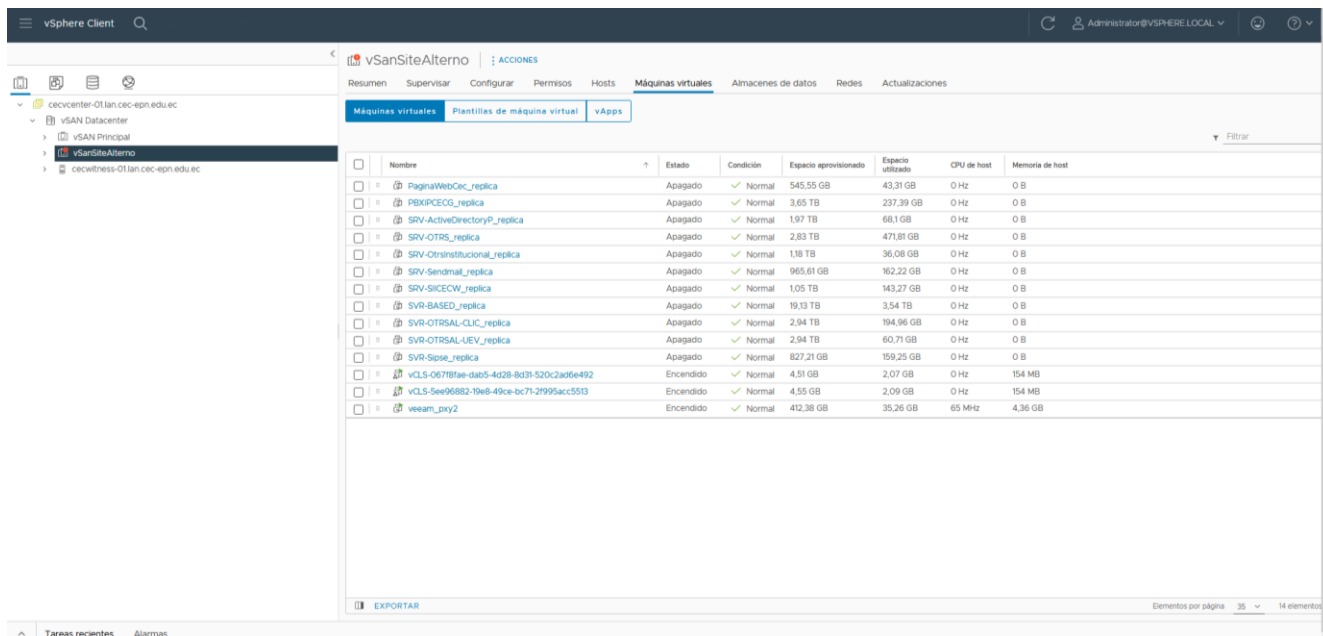 vSphere Client
Administrator@VSPHERE.LOCAL
vSanSiteAlterno
ACCIONES
Resumen Supervisar Configurar Permisos Hosts Máquinas virtuales Almacenes de datos Redes Actualizaciones
cecvcenter-01.lan.cec-epn.edu.ec
vSAN Datacenter
vSAN Principal
vSanSiteAlterno
cecwitness-01.lan.cec-epn.edu.ec
Máquinas virtuales Plantillas de máquina virtual vApps
Filtrar
Nombre Estado Condición Espacio aprovisionado Espacio utilizado CPU de host Memoria de host
PaginaWebCec_replica Apagado Normal 545,55 GB 43,31 GB 0 Hz 0 B
PBXIPCECG_replica Apagado Normal 3,65 TB 237,39 GB 0 Hz 0 B
SRV-ActiveDirectoryP_replica Apagado Normal 1,97 TB 68,1 GB 0 Hz 0 B
SRV-OTRS_replica Apagado Normal 2,83 TB 471,81 GB 0 Hz 0 B
SRV-OtrsInstitucional_replica Apagado Normal 1,18 TB 36,08 GB 0 Hz 0 B
SRV-Sendmail_replica Apagado Normal 965,61 GB 162,22 GB 0 Hz 0 B
SRV-SIICECW_replica Apagado Normal 1,05 TB 143,27 GB 0 Hz 0 B
SVR-BASED_replica Apagado Normal 19,13 TB 3,54 TB 0 Hz 0 B
SVR-OTRSAL-CLIC_replica Apagado Normal 2,94 TB 194,96 GB 0 Hz 0 B
SVR-OTRSAL-UEV_replica Apagado Normal 2,94 TB 60,71 GB 0 Hz 0 B
SVR-Sipse_replica Apagado Normal 827,21 GB 159,25 GB 0 Hz 0 B
vCLS-067f8fae-dab5-4d28-8d31-520c2ad6e492 Encendido Normal 4,51 GB 2,07 GB 0 Hz 154 MB
vCLS-5ee96882-19e8-49ce-bc71-2f995acc5513 Encendido Normal 4,55 GB 2,09 GB 0 Hz 154 MB
veeam_pxy2 Encendido Normal 412,38 GB 35,26 GB 65 MHz 4,36 GB
EXPORTAR
Elementos por página 35 14 elementos
Tareas recientes Alarmas